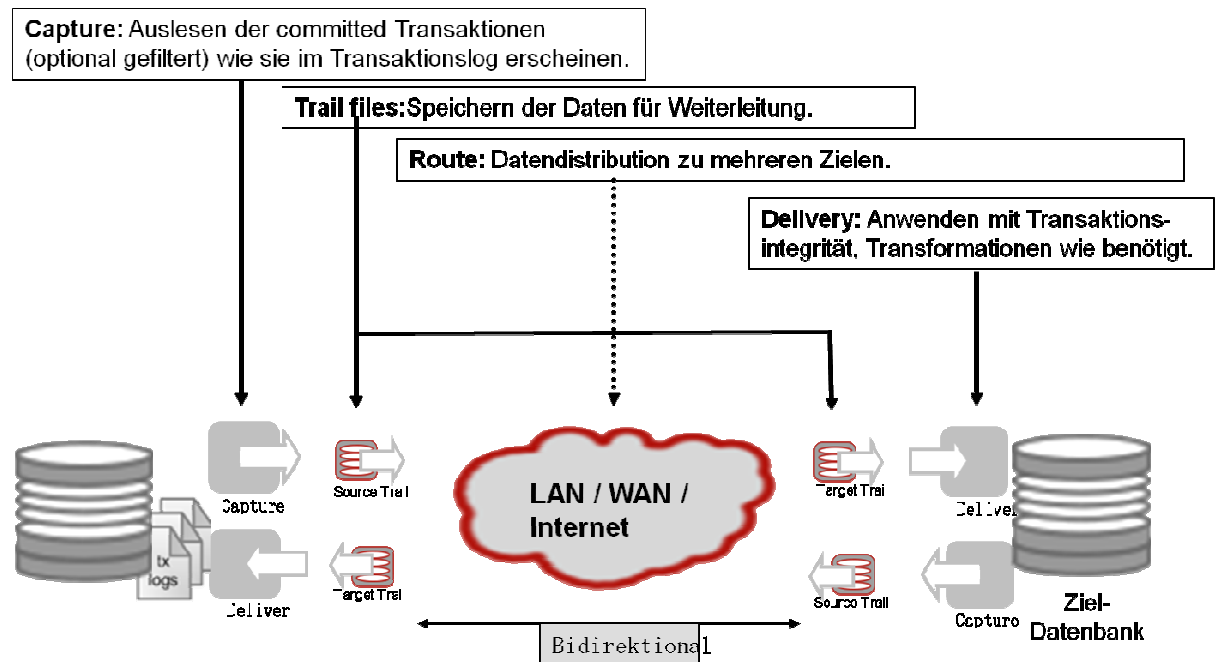 Capture: Auslesen der committed Transaktionen
(optional gefiltert) wie sie im Transaktionslog erscheinen.
Trail files:Speichern der Daten für Weiterleitung.
Route: Datendistribution zu mehreren Zielen.
Delivery: Anwenden mit Transaktions-
integrität, Transformationen wie benötigt.
Capture
Source Trail
LAN / WAN /
Internet
Target Trail
Deliver
tx
logs
Deliver
Target Trail
Source Trail
Capture
Ziel-
Datenbank
Bidirektional